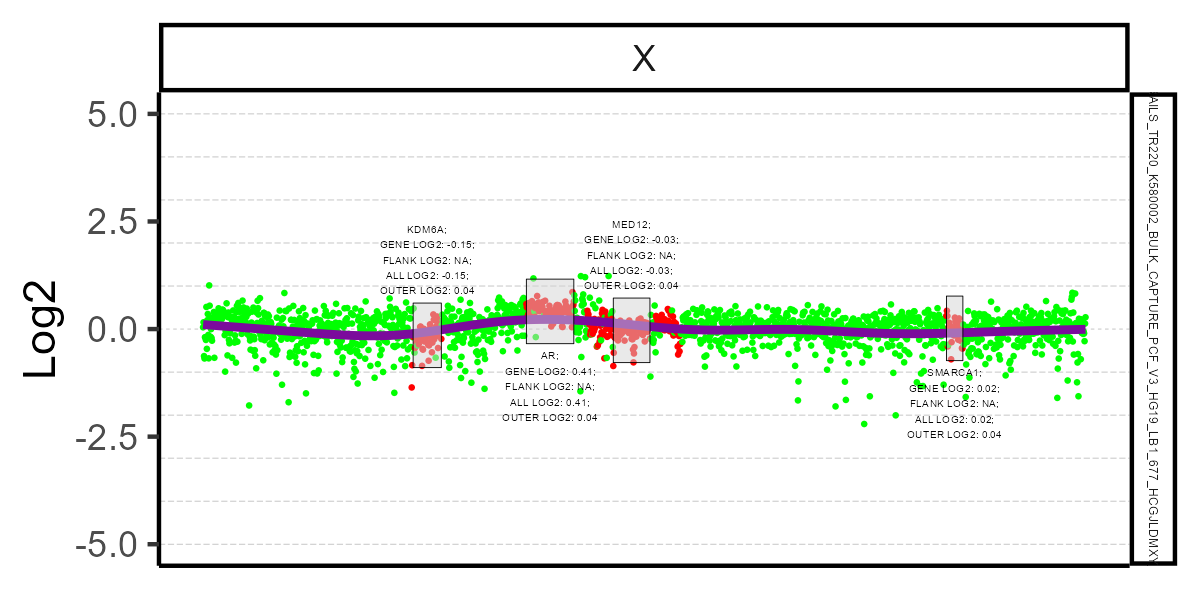 X
5.0
2.5
0.0
-2.5
-5.0
Log2
KDM6A;
GENE LOG2: -0.15;
FLANK LOG2: NA;
ALL LOG2: -0.15;
OUTER LOG2: 0.04
AR;
GENE LOG2: 0.41;
FLANK LOG2: NA;
ALL LOG2: 0.41;
OUTER LOG2: 0.04
MED12;
GENE LOG2: -0.03;
FLANK LOG2: NA;
ALL LOG2: -0.03;
OUTER LOG2: 0.04
SMARCA1;
GENE LOG2: 0.02;
FLANK LOG2: NA;
ALL LOG2: 0.02;
OUTER LOG2: 0.04
AILS_TR220_K580002_BULK_CAPTURE_PCF_V3_HG19_LB1_677_HCGJLDMXY